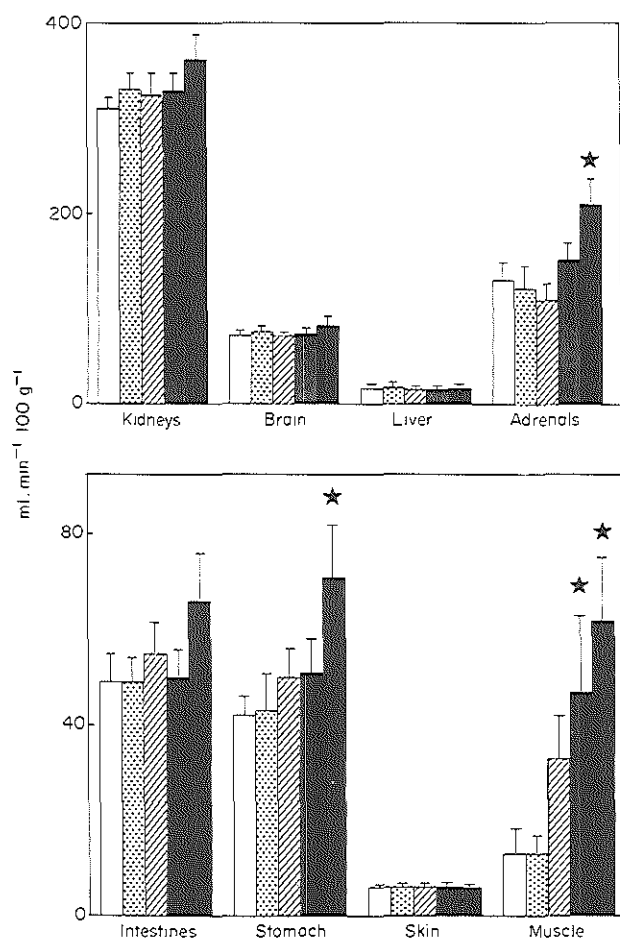 400
200
0
Kidneys Brain Liver Adrenals
ml.min⁻¹ 100 g⁻¹
80
40
0
Intestines Stomach Skin Muscle